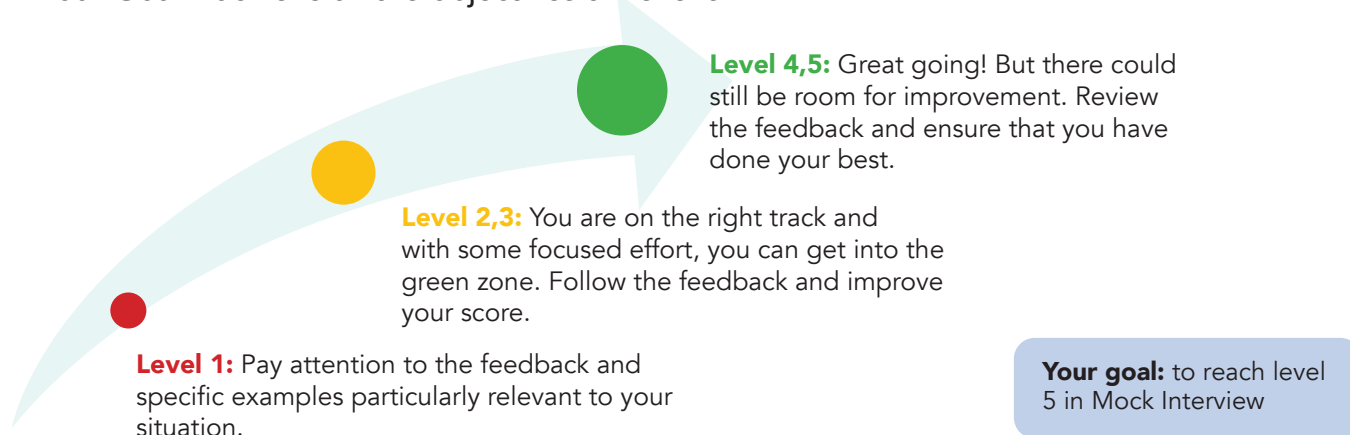 Level 4,5: Great going! But there could
still be room for improvement. Review
the feedback and ensure that you have
done your best.
Level 2,3: You are on the right track and
with some focused effort, you can get into the
green zone. Follow the feedback and improve
your score.
Level 1: Pay attention to the feedback and
specific examples particularly relevant to your
situation.
Your goal: to reach level
5 in Mock Interview